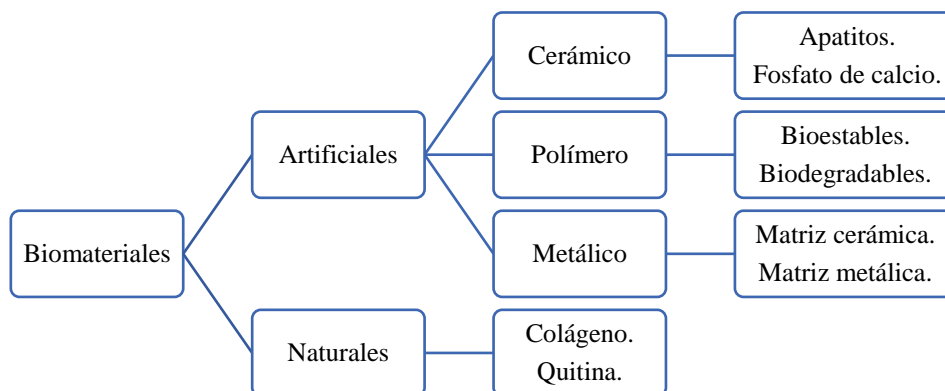 Biomateriales
Artificiales
Cerámico
Apatitos.
Fosfato de calcio.
Polímero
Bioestables.
Biodegradables.
Metálico
Matriz cerámica.
Matriz metálica.
Naturales
Colágeno.
Quitina.